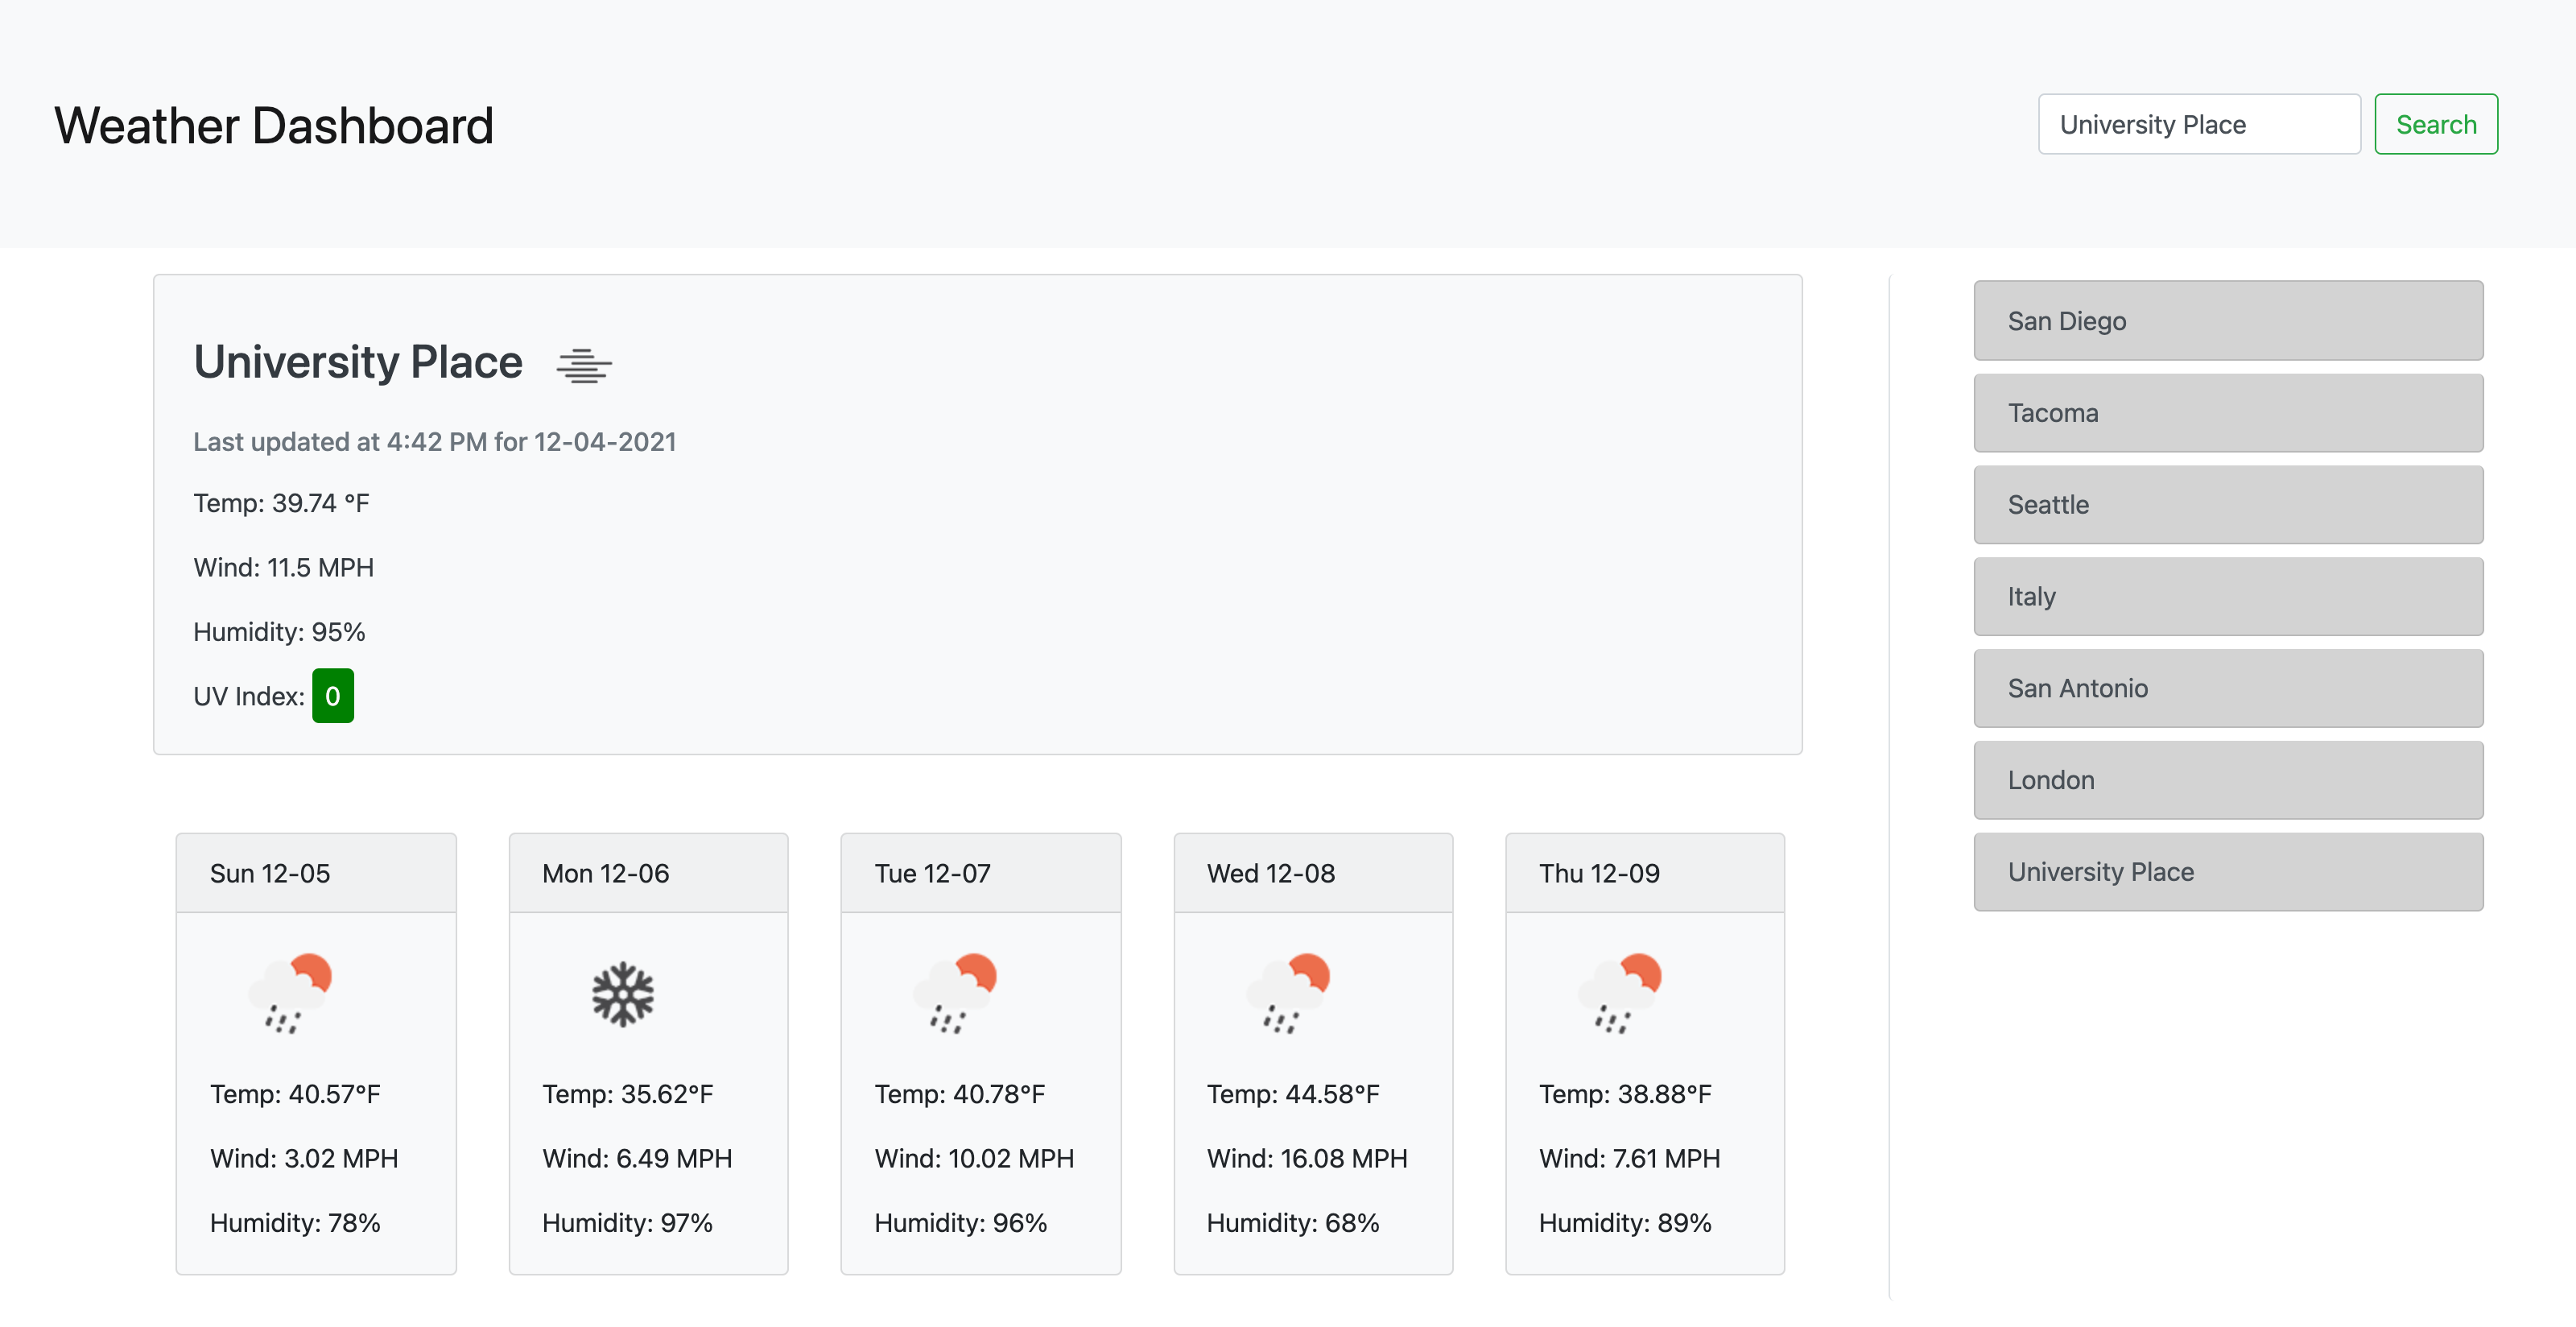 Weather Dashboard
University Place
Search
University Place
Last updated at 4:42 PM for 12-04-2021
Temp: 39.74 °F
Wind: 11.5 MPH
Humidity: 95%
UV Index: 0
Sun 12-05
Temp: 40.57°F
Wind: 3.02 MPH
Humidity: 78%
Mon 12-06
Temp: 35.62°F
Wind: 6.49 MPH
Humidity: 97%
Tue 12-07
Temp: 40.78°F
Wind: 10.02 MPH
Humidity: 96%
Wed 12-08
Temp: 44.58°F
Wind: 16.08 MPH
Humidity: 68%
Thu 12-09
Temp: 38.88°F
Wind: 7.61 MPH
Humidity: 89%
San Diego
Tacoma
Seattle
Italy
San Antonio
London
University Place